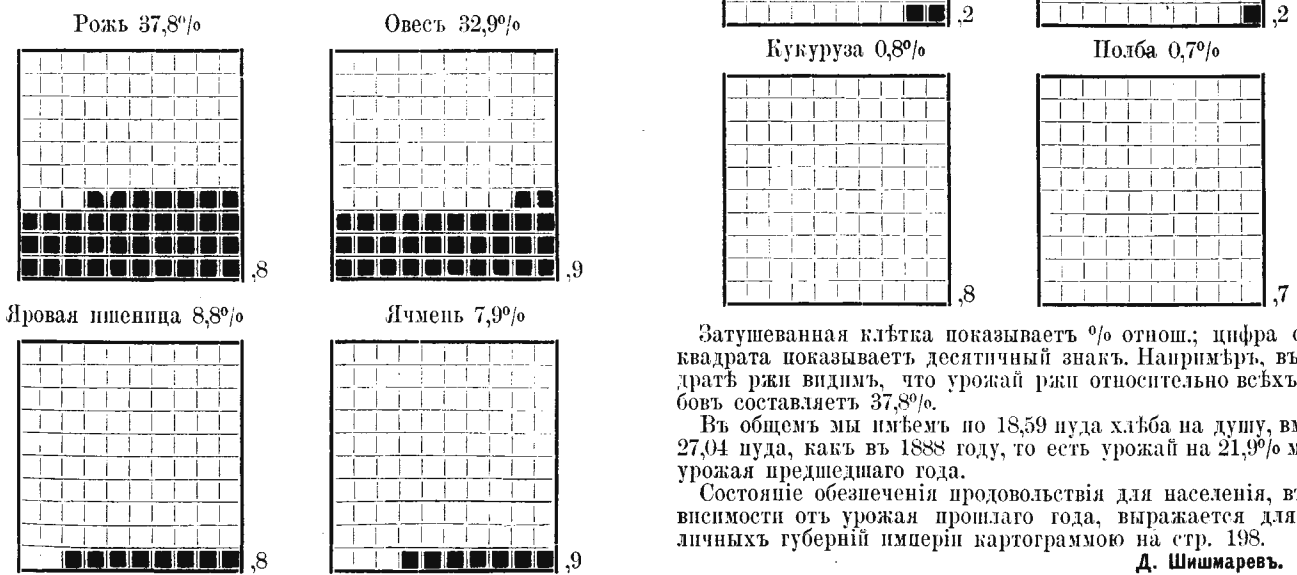 Рожь 37,8%
Овесъ 32,9%
,8
,9
Яровая пшеница 8,8%
Ячмень 7,9%
,8
,9
,2
,2
Кукуруза 0,8%
Полба 0,7%
,8
,7
Затушеванная клѣтка показываетъ % отнош.; цифра
квадрата показываетъ десятичный знакъ. Напримѣръ, въ
дратѣ ржи видимъ, что урожай ржи относительно всѣхъ
бовъ составляетъ 37,8%.
Въ общемъ мы имѣемъ по 18,59 пуда хлѣба на душу,
27,04 пуда, какъ въ 1888 году, то есть урожай на 21,9%
урожая предшедшаго года.
Состояніе обезпеченія продовольствія для населенія,
висимости отъ урожая прошлаго года, выражается для
личныхъ губерній имперіи картограммою на стр. 198.
Д. Шишмаревъ.